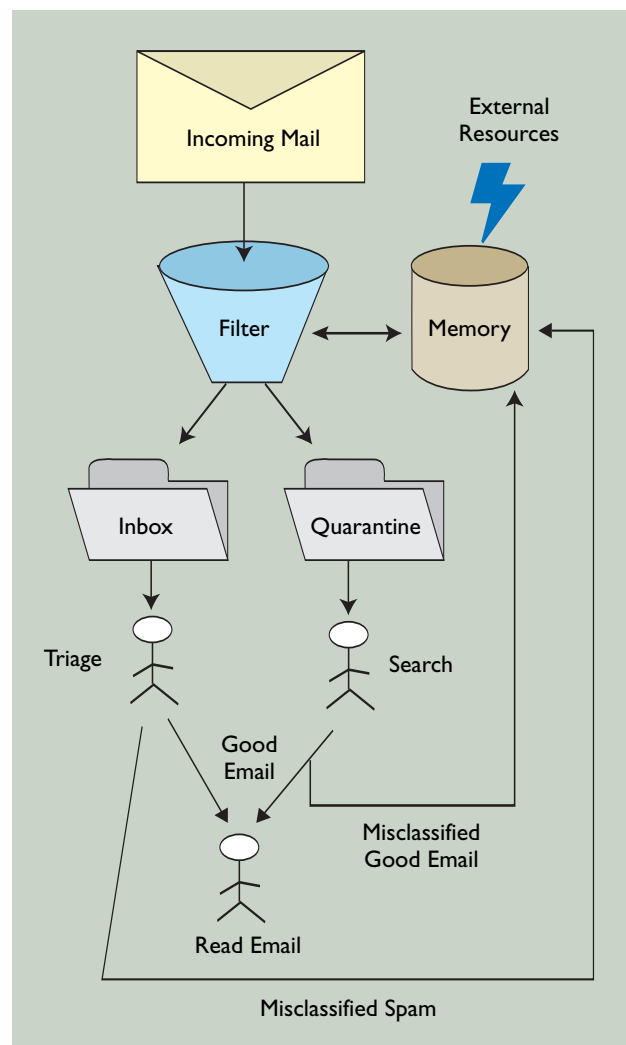 Incoming Mail
External
Resources
Filter
Memory
Inbox
Quarantine
Triage
Search
Good
Email
Misclassified
Good Email
Read Email
Misclassified Spam